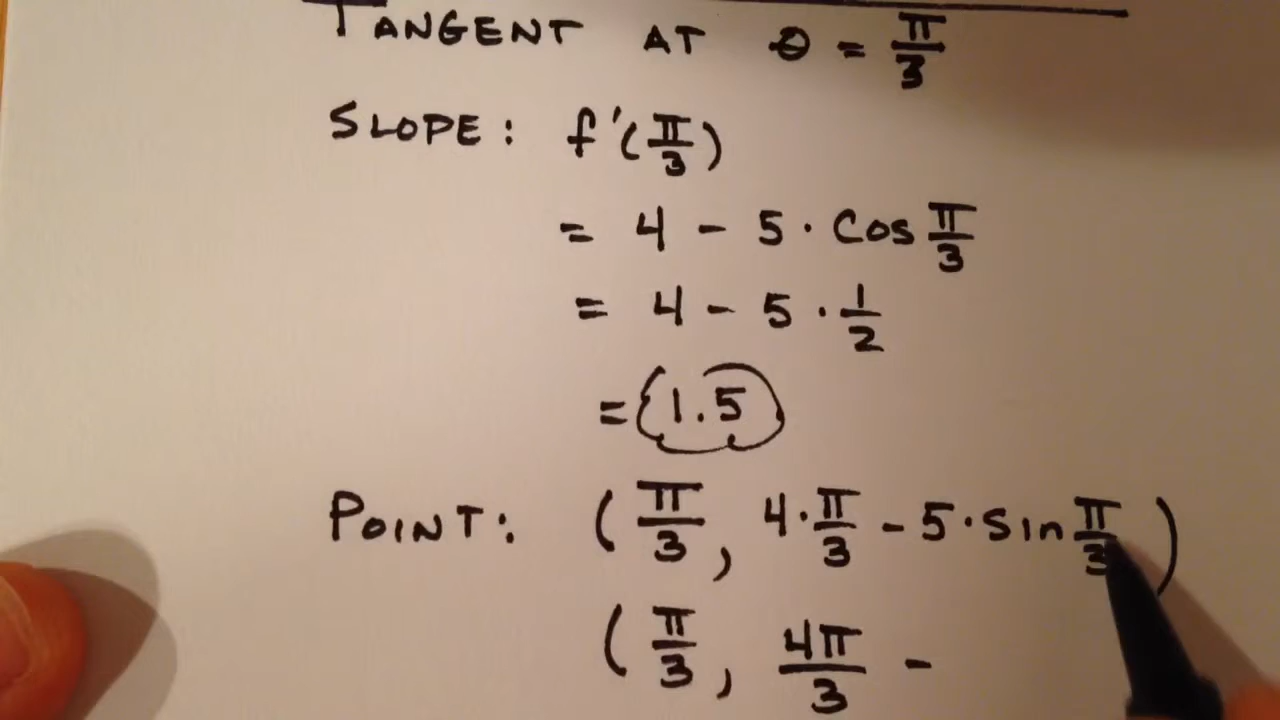 TANGENT AT θ = π/3
SLOPE: f'(π/3)
= 4 - 5 · cos π/3
= 4 - 5 · 1/2
= 1.5
POINT: (π/3, 4·π/3 - 5·sin π/3)
(π/3, 4π/3 -